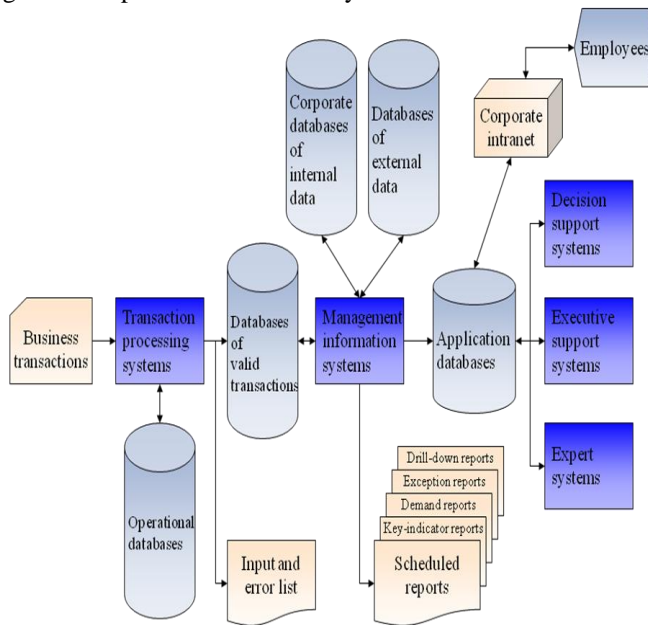 Employees
Corporate
intranet
Corporate
databases
of
internal
data
Databases
of
external
data
Decision
support
systems
Business
transactions
Transaction
processing
systems
Databases
of
valid
transactions
Management
information
systems
Application
databases
Executive
support
systems
Operational
databases
Expert
systems
Drill-down reports
Exception reports
Demand reports
Key-indicator reports
Scheduled
reports
Input and
error list